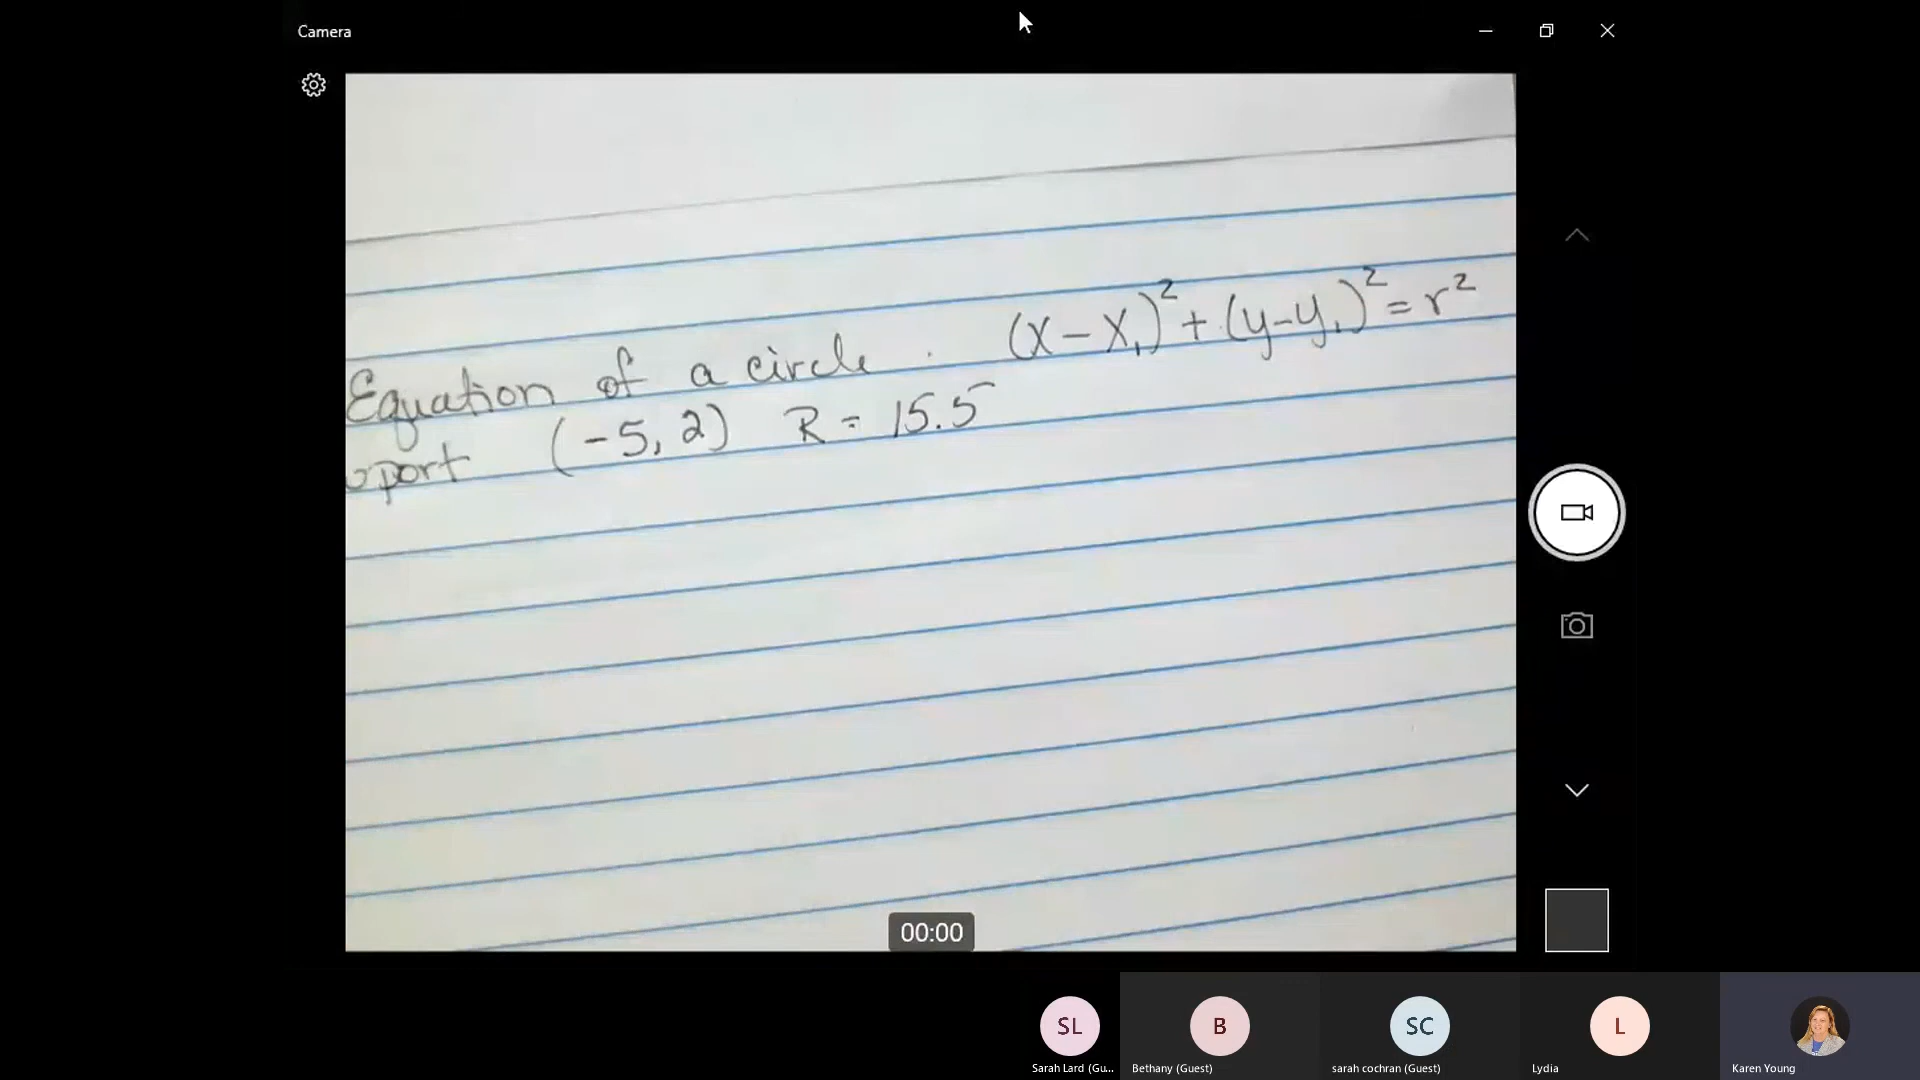 Camera
Equation of a circle . (x-x₁)² + (y-y₁)² = r²
port (-5, 2) R = 15.5
00:00
SL
B
SC
L
Sarah Lard (Gu...
Bethany (Guest)
sarah cochran (Guest)
Lydia
Karen Young